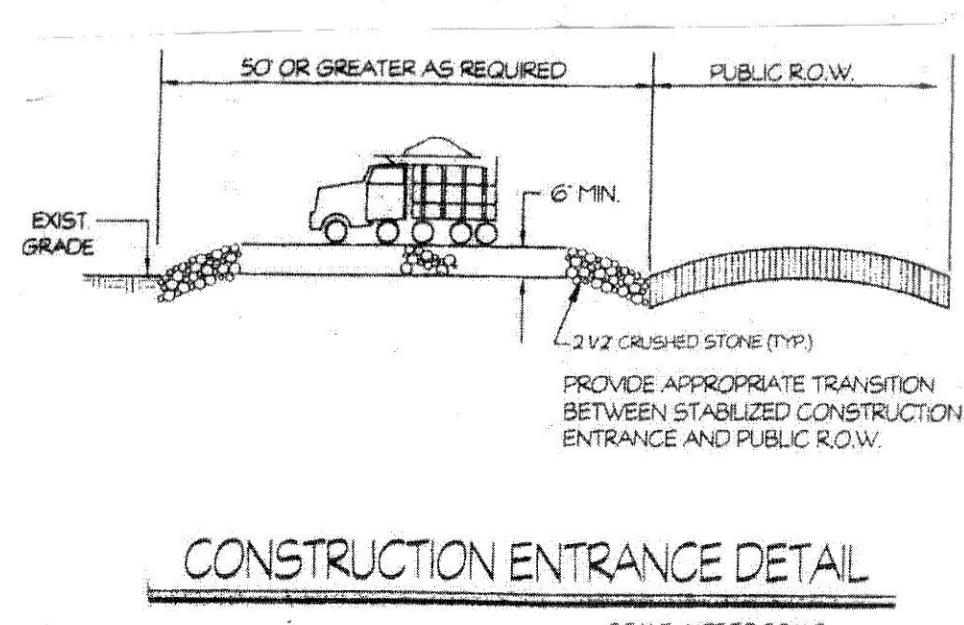 50' OR GREATER AS REQUIRED
PUBLIC R.O.W.
6" MIN.
EXIST.
GRADE
2 1/2" CRUSHED STONE (TYP.)
PROVIDE APPROPRIATE TRANSITION
BETWEEN STABILIZED CONSTRUCTION
ENTRANCE AND PUBLIC R.O.W.
CONSTRUCTION ENTRANCE DETAIL